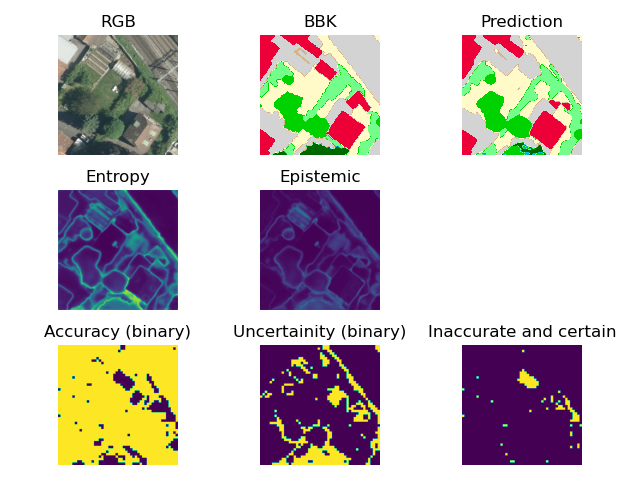 RGB
BBK
Prediction
Entropy
Epistemic
Accuracy (binary)
Uncertainity (binary)
Inaccurate and certain